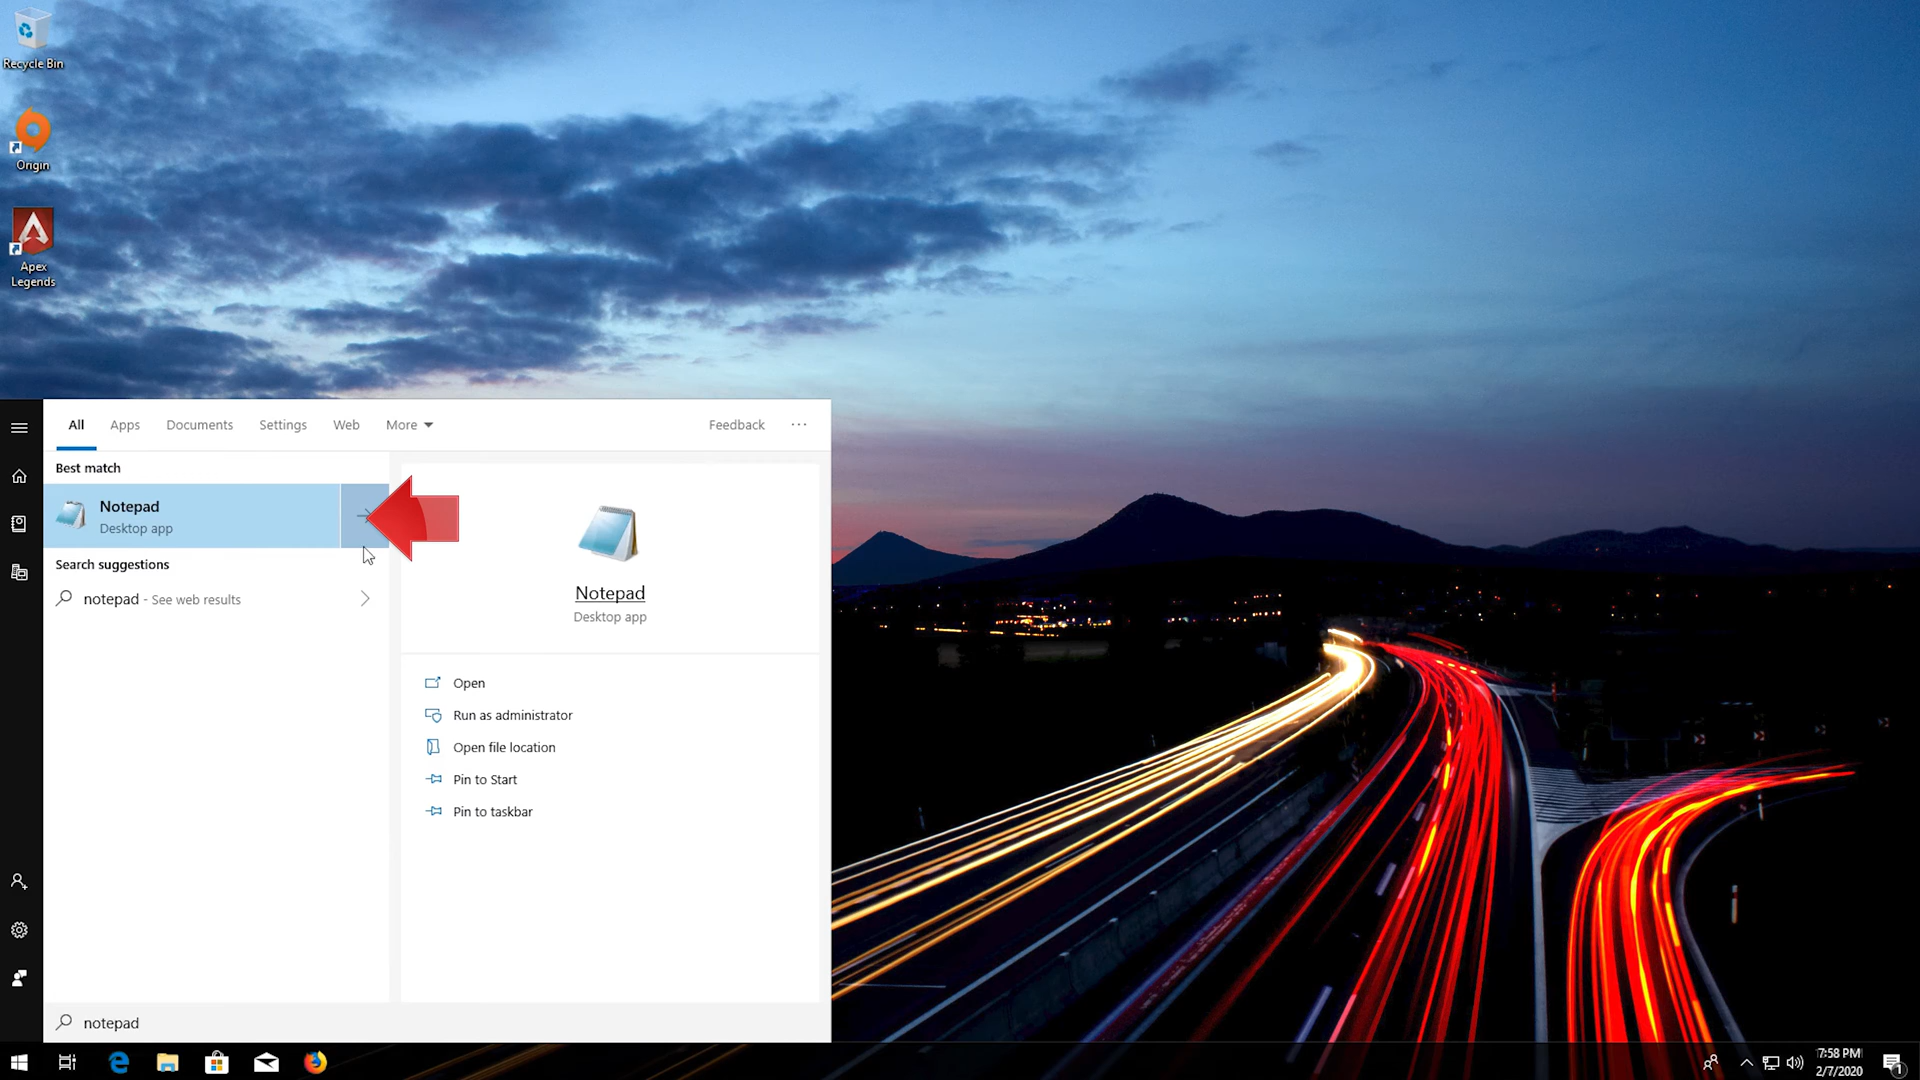 Recycle Bin
Origin
Apex
Legends
All Apps Documents Settings Web More Feedback ...
Best match
Notepad
Desktop app
Search suggestions
notepad - See web results
Notepad
Desktop app
Open
Run as administrator
Open file location
Pin to Start
Pin to taskbar
notepad
7:58 PM
2/7/2020
1